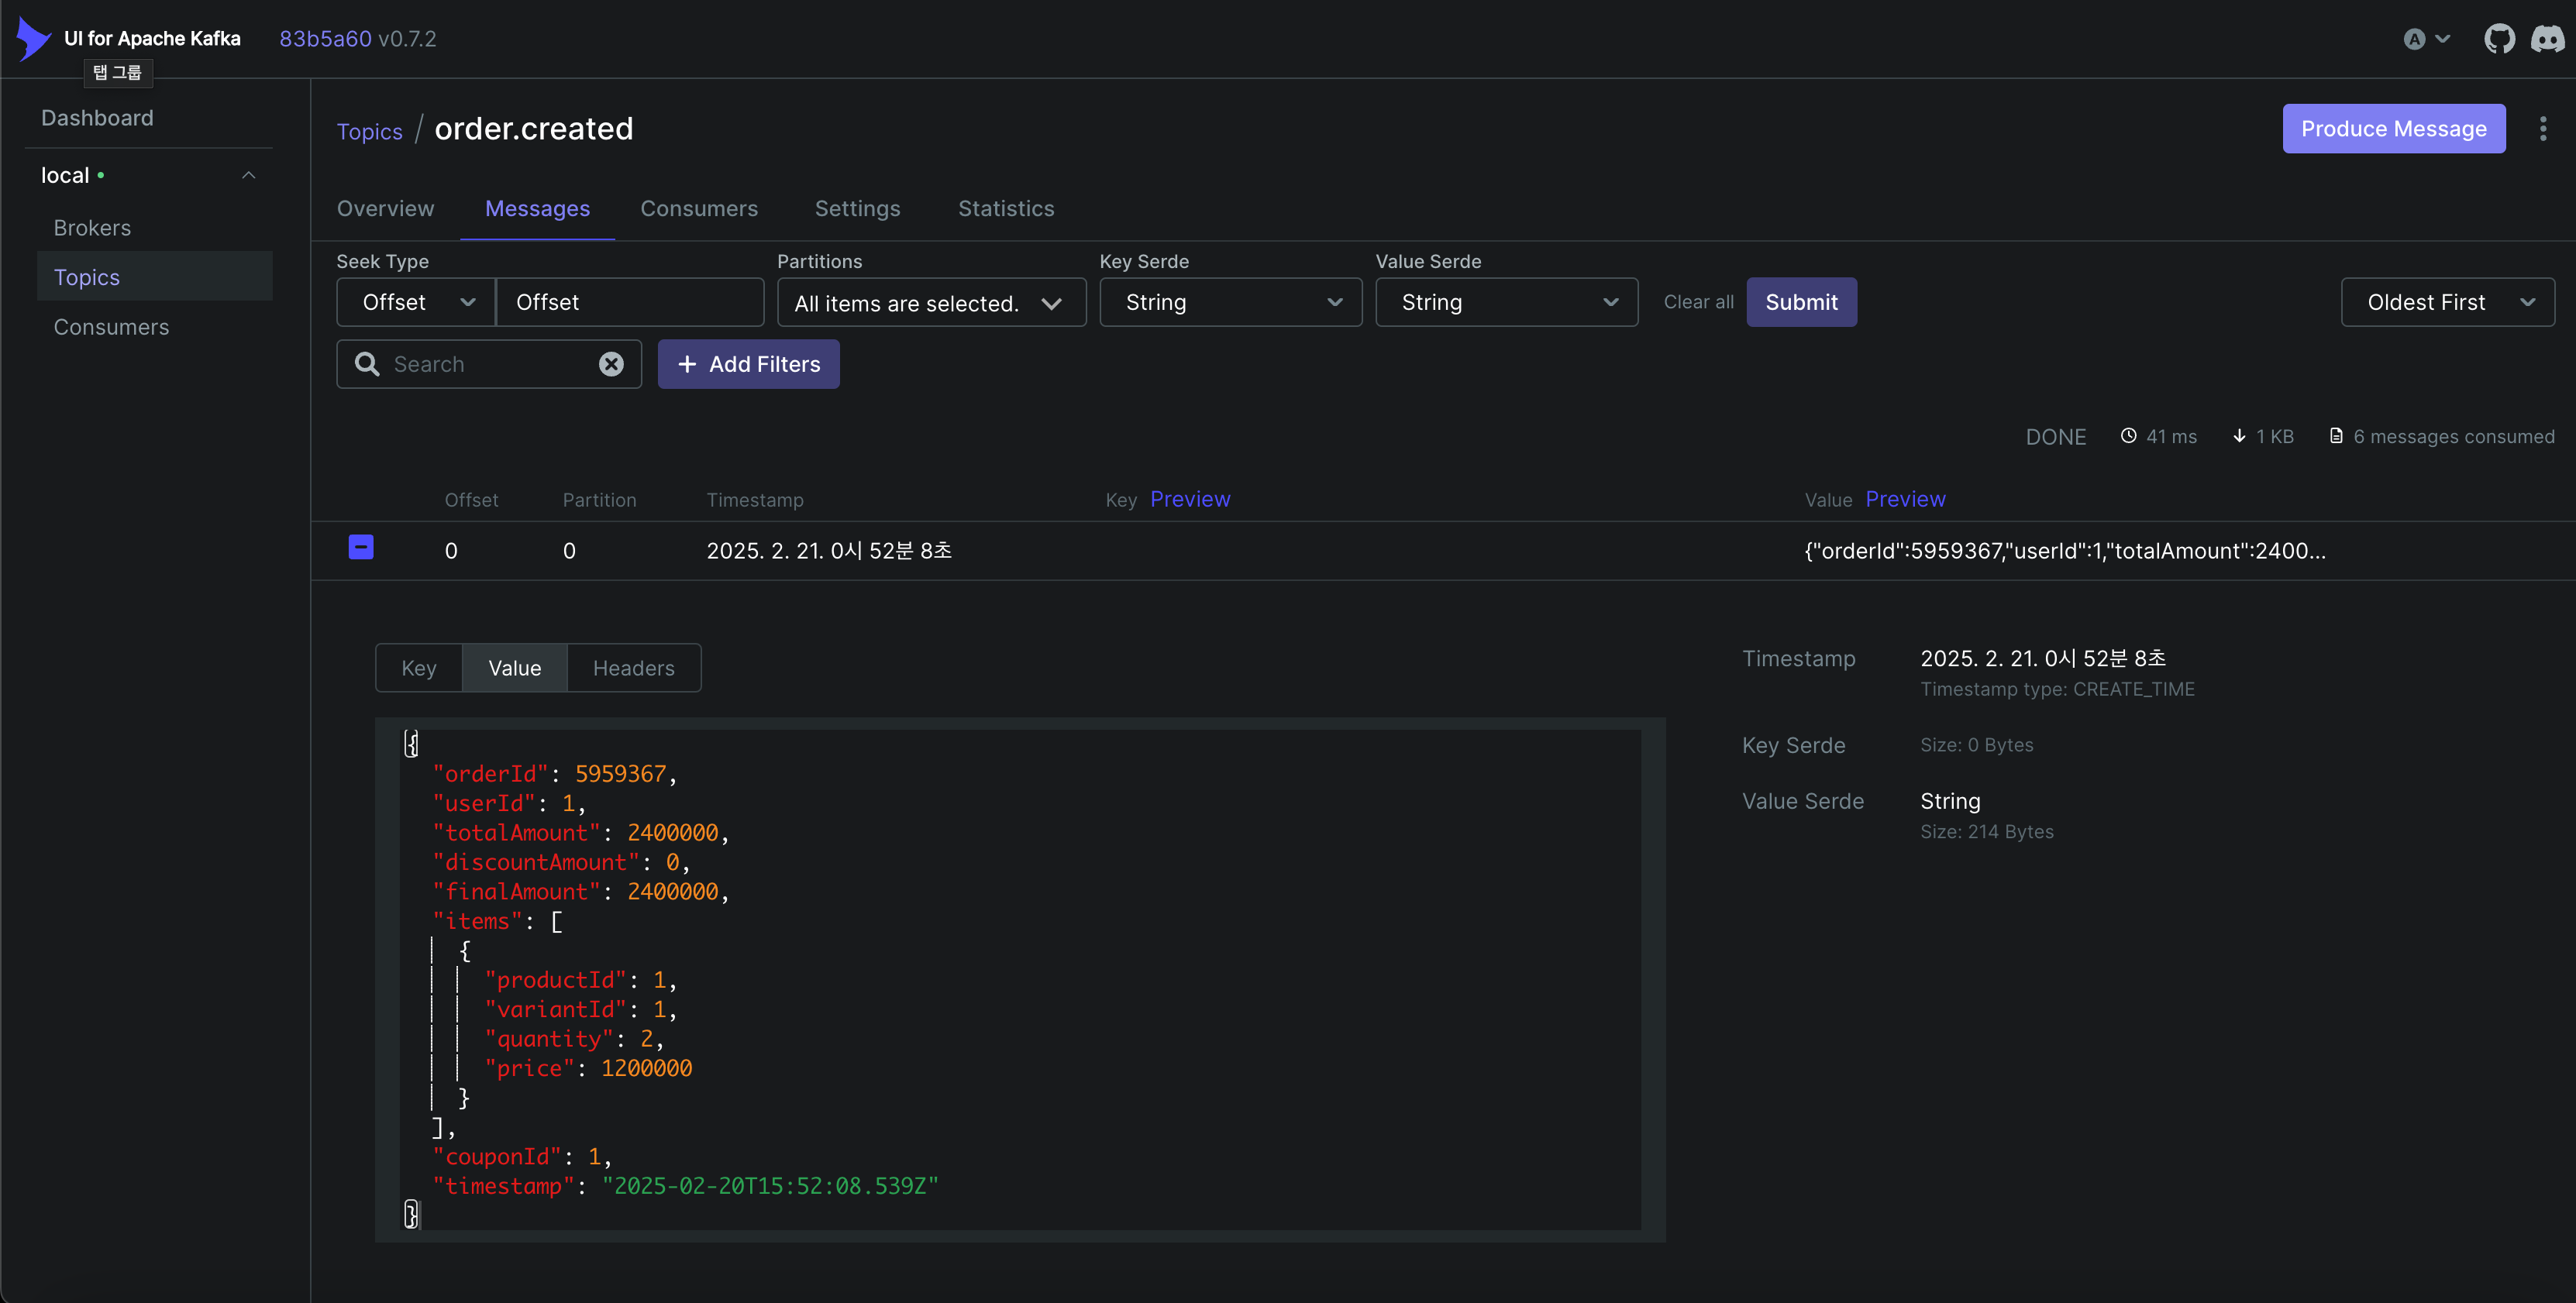 UI for Apache Kafka 83b5a60 v0.7.2 A
탭 그룹
Dashboard
local
Brokers
Topics
Consumers
Topics / order.created Produce Message
Overview Messages Consumers Settings Statistics
Seek Type Partitions Key Serde Value Serde
Offset Offset All items are selected. String String Clear all Submit Oldest First
Search + Add Filters
DONE 41 ms 1 KB 6 messages consumed
Offset Partition Timestamp Key Preview Value Preview
0 0 2025. 2. 21. 0시 52분 8초 {"orderId":5959367,"userId":1,"totalAmount":2400...
Key Value Headers
{
"orderId": 5959367,
"userId": 1,
"totalAmount": 2400000,
"discountAmount": 0,
"finalAmount": 2400000,
"items": [
{
"productId": 1,
"variantId": 1,
"quantity": 2,
"price": 1200000
}
],
"couponId": 1,
"timestamp": "2025-02-20T15:52:08.539Z"
}
Timestamp 2025. 2. 21. 0시 52분 8초
Timestamp type: CREATE_TIME
Key Serde Size: 0 Bytes
Value Serde String
Size: 214 Bytes